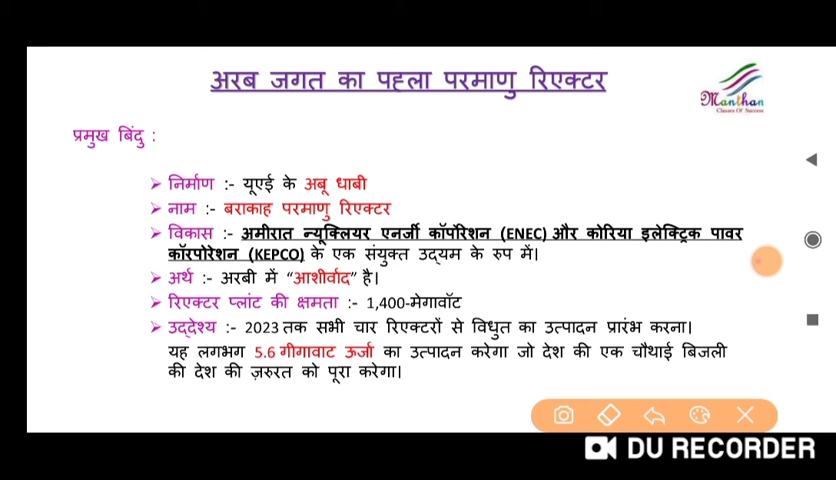 अरब जगत का पहला परमाणु रिएक्टर
Manthan
Classes Of Success
प्रमुख बिंदु :
➢ निर्माण :- यूएई के अबू धाबी
➢ नाम :- बराकाह परमाणु रिएक्टर
➢ विकास :- अमीरात न्यूक्लियर एनर्जी कॉर्पोरेशन (ENEC) और कोरिया इलेक्ट्रिक पावर
कॉरपोरेशन (KEPCO) के एक संयुक्त उद्यम के रुप में।
➢ अर्थ :- अरबी में “आशीर्वाद” है।
➢ रिएक्टर प्लांट की क्षमता :- 1,400-मेगावॉट
➢ उद्देश्य :- 2023 तक सभी चार रिएक्टरों से विधुत का उत्पादन प्रारंभ करना।
यह लगभग 5.6 गीगावाट ऊर्जा का उत्पादन करेगा जो देश की एक चौथाई बिजली
की देश की ज़रुरत को पूरा करेगा।
DU RECORDER